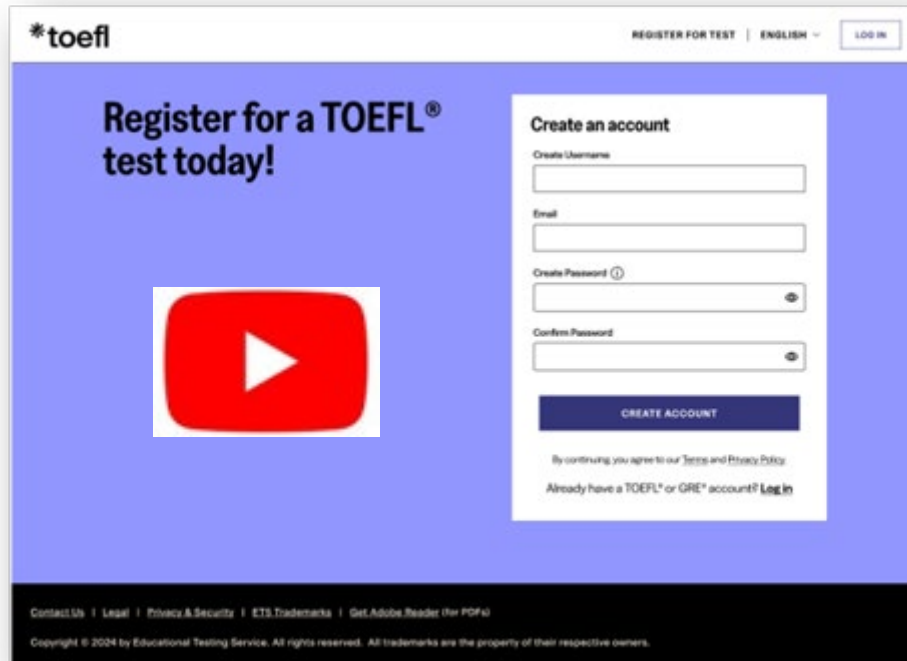 *toefl
REGISTER FOR TEST | ENGLISH
LOG IN
Register for a TOEFL®
test today!
Create an account
Create Username
Email
Create Password
Confirm Password
CREATE ACCOUNT
By continuing, you agree to our Terms and Privacy Policy
Already have a TOEFL® or GRE® account? Log in
Contact Us | Legal | Privacy & Security | ETS Trademarks | Get Adobe Reader (for PDFs)
Copyright © 2024 by Educational Testing Service. All rights reserved. All trademarks are the property of their respective owners.